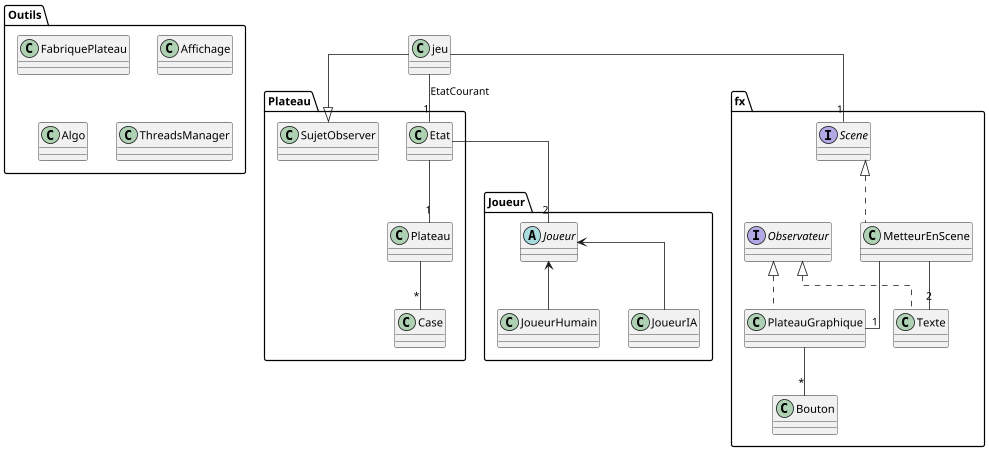 Outils
C FabriquePlateau
C Affichage
C Algo
C ThreadsManager
C jeu
EtatCourant
1
1
Plateau
C SujetObserver
C Etat
1
C Plateau
*
C Case
2
Joueur
A Joueur
C JoueurHumain
C JoueurIA
fx
I Scene
I Observateur
C MetteurEnScene
1
2
C PlateauGraphique
C Texte
*
C Bouton